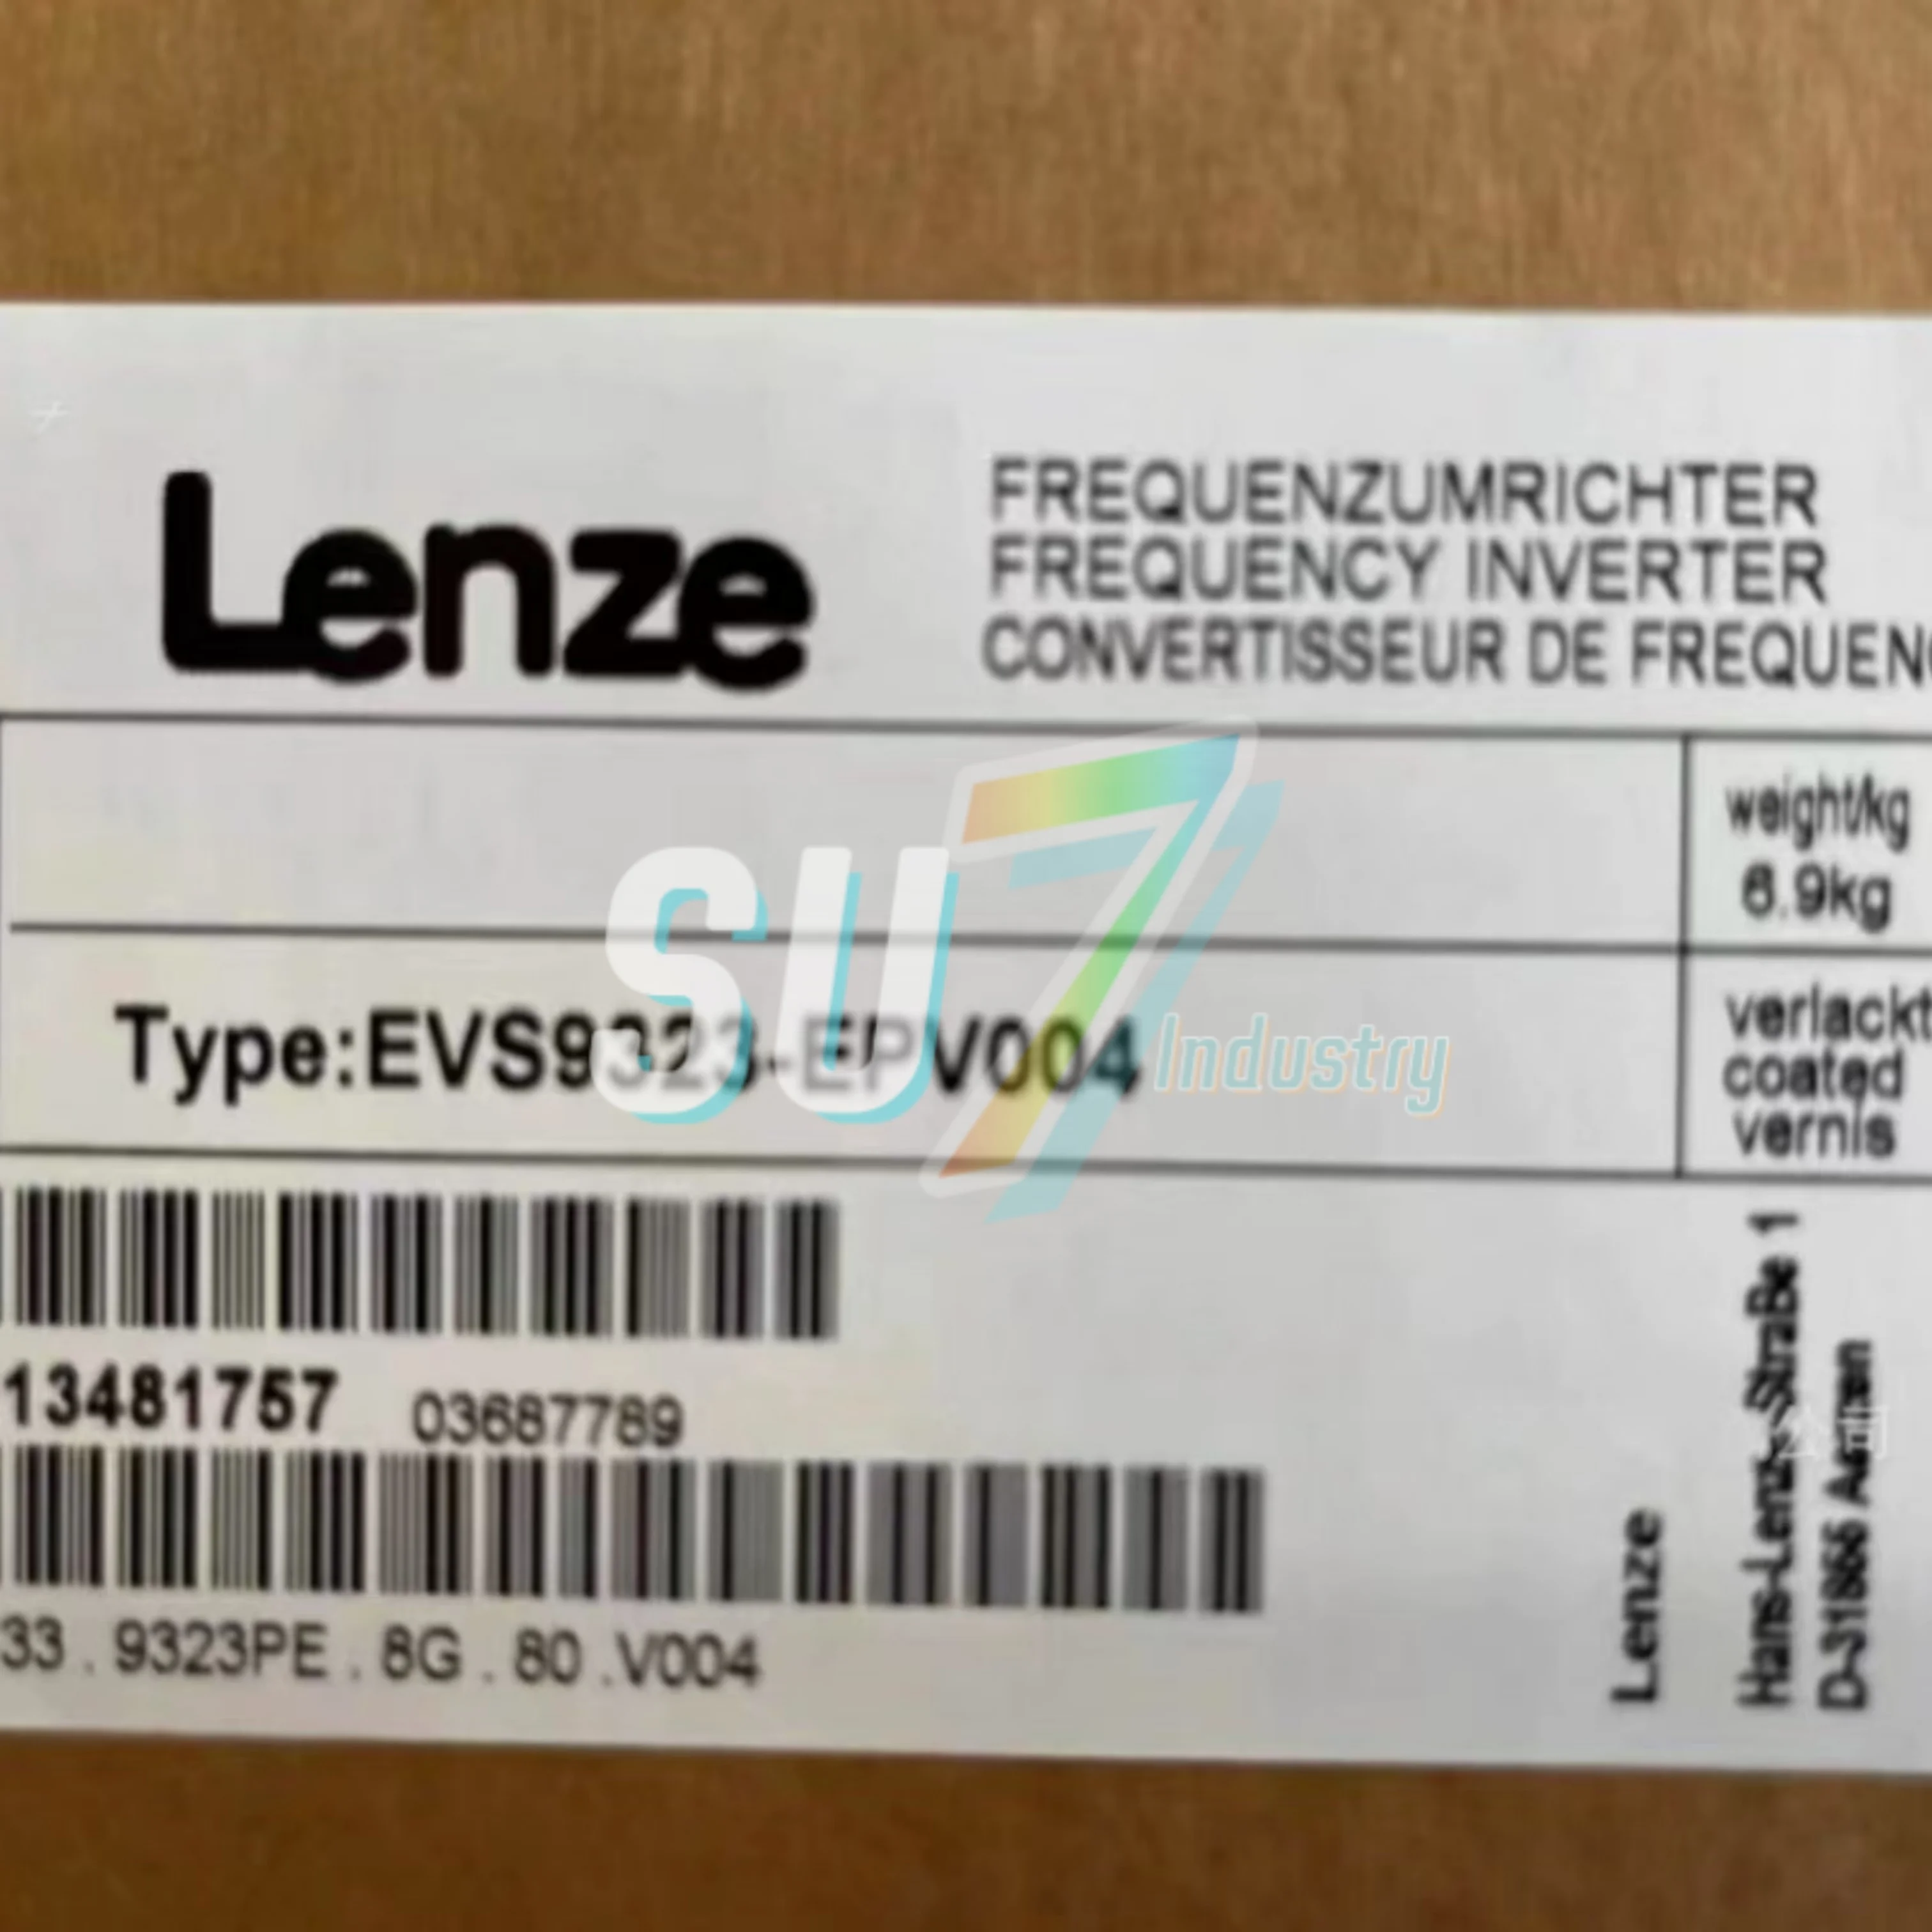 Lenze
FREQUENZUMRICHTER
FREQUENCY INVERTER
CONVERTISSEUR DE FREQUENC
weight/kg
6.9kg
SU7
Industry
Type:EVS9323-EPV004
verlackt
coated
vernis
13481757 03687789
33 . 9323PE . 8G . 80 .V004
Lenze
Hans-Lenze-Straße 1
D-31855 Aerzen